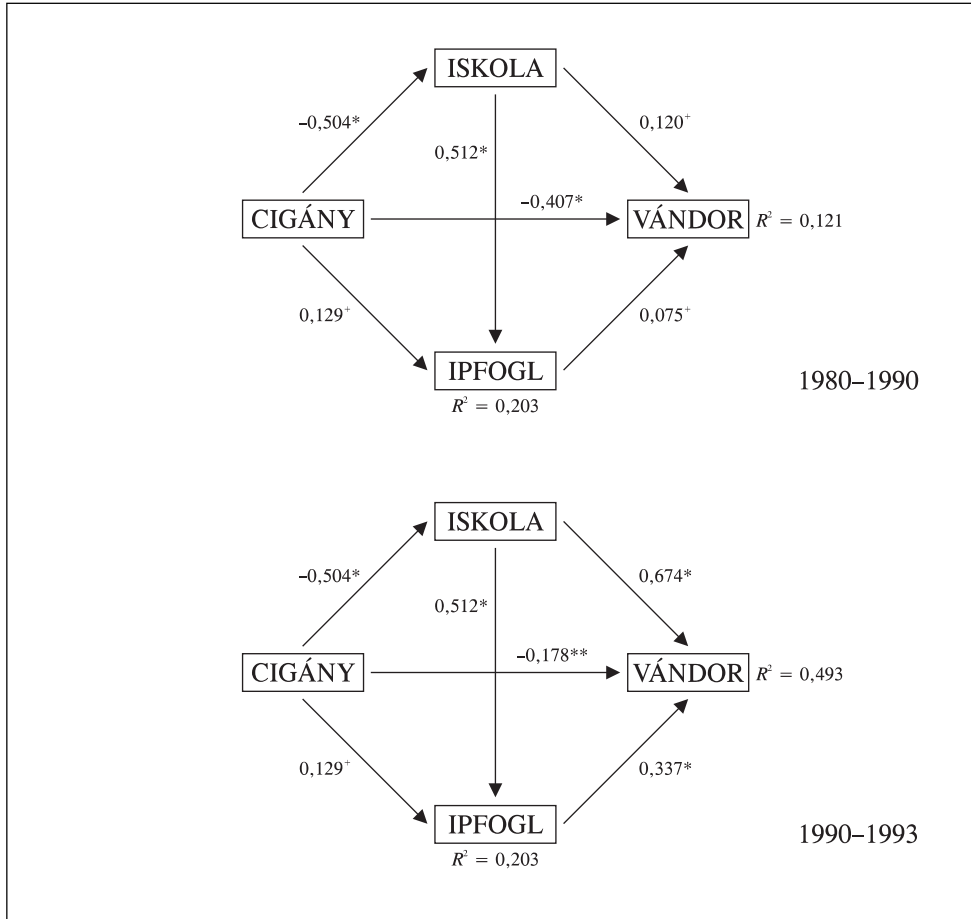 ISKOLA
–0,504*
0,120⁺
0,512*
–0,407*
CIGÁNY
VÁNDOR
R² = 0,121
0,129⁺
0,075⁺
IPFOGL
R² = 0,203
1980–1990
ISKOLA
–0,504*
0,674*
0,512*
–0,178**
CIGÁNY
VÁNDOR
R² = 0,493
0,129⁺
0,337*
IPFOGL
R² = 0,203
1990–1993